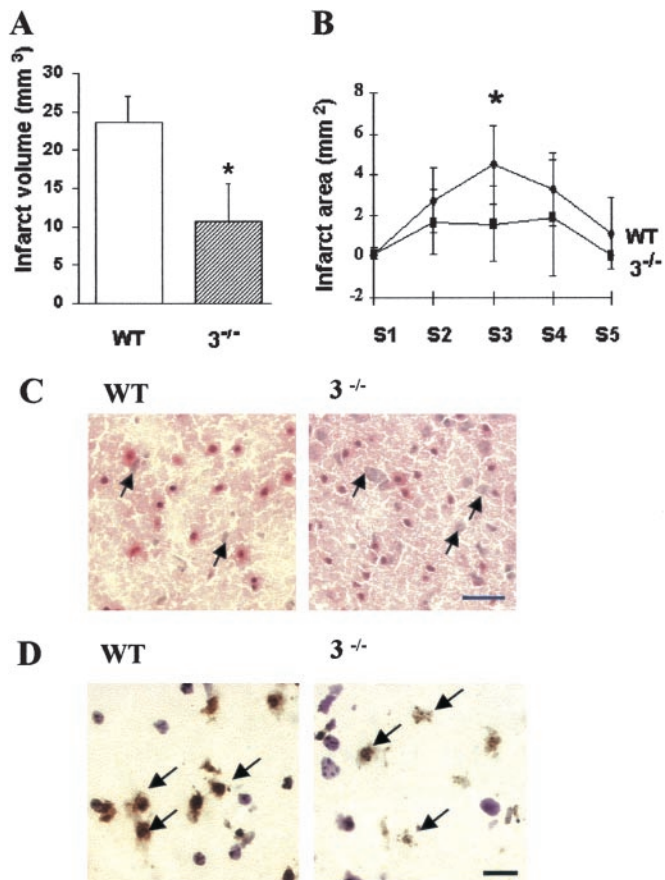 A
B
Infarct volume (mm³)
30
25
20
15
10
5
0
*
WT
3⁻/⁻
Infarct area (mm²)
8
6
4
2
0
-2
*
WT
3⁻/⁻
S1 S2 S3 S4 S5
C
WT
3 ⁻/⁻
D
WT
3 ⁻/⁻